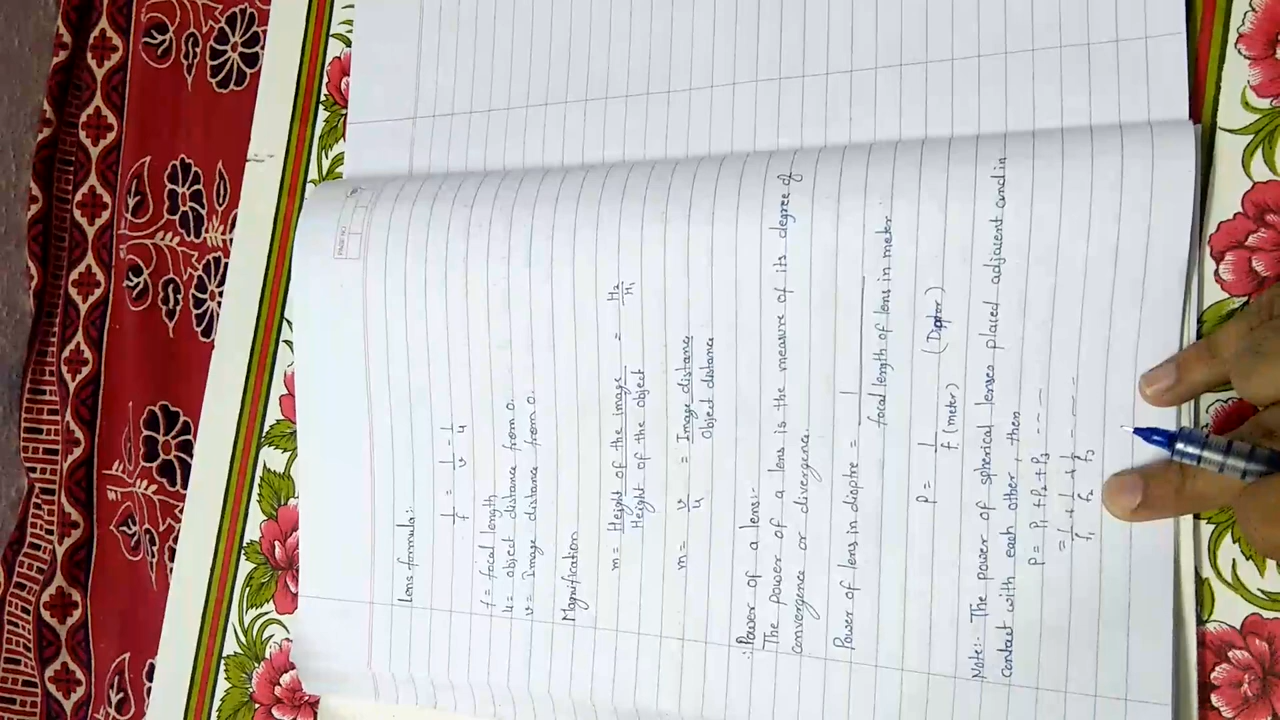 PAGE NO
Lens formula:-
1/f = 1/v - 1/u
f = focal length
u = object distance from O.
v = Image distance from O.
Magnification
m = Height of the image / Height of the object = H2/H1
m = v/u = Image distance / Object distance
∴ Power of a lens:-
The power of a lens is the measure of its degree of
convergence or divergence.
Power of lens in dioptre = 1 / focal length of lens in meter
P = 1 / f (meter) (Dioptor)
Note:- The power of spherical lenses placed adjacent and in
contact with each other, then
P = P1 + P2 + P3 ----
= 1/f1 + 1/f2 + 1/f3 ----